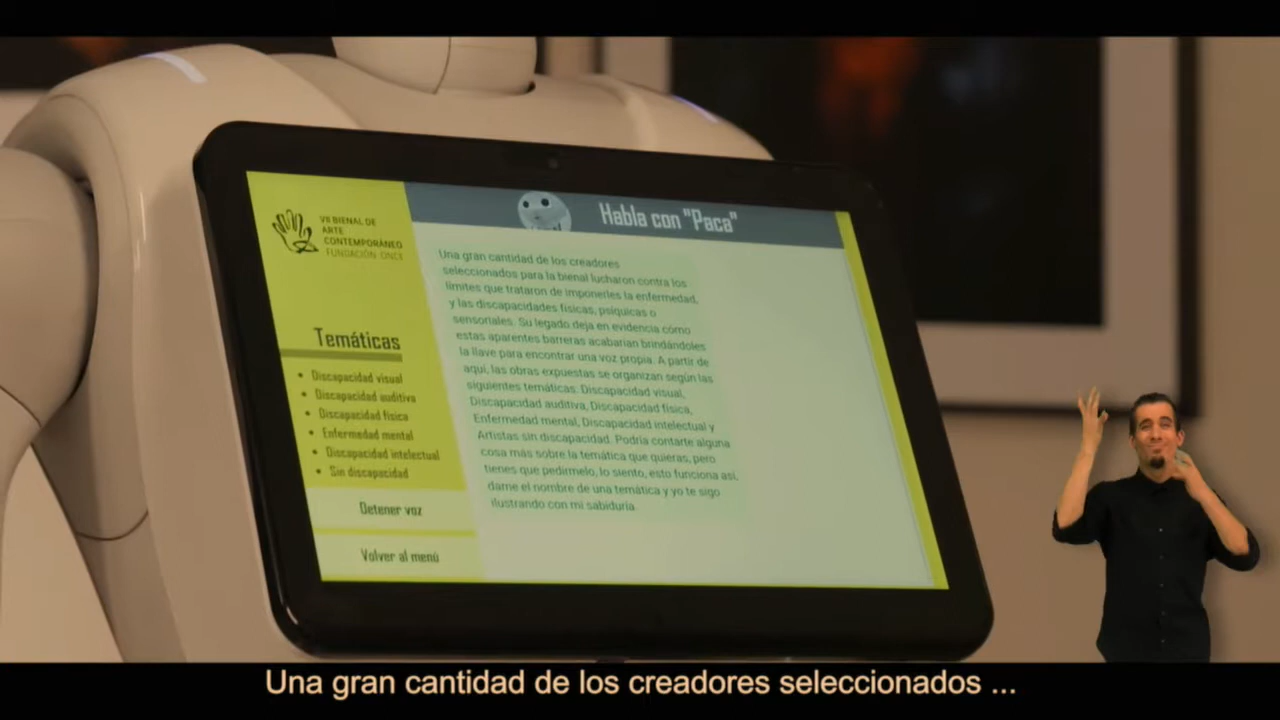 VII BIENAL DE
ARTE
CONTEMPORÁNEO
FUNDACIÓN ONCE
Habla con "Paca"
Una gran cantidad de los creadores
seleccionados para la bienal lucharon contra los
límites que trataron de imponerles la enfermedad,
y las discapacidades físicas, psíquicas o
sensoriales. Su legado deja en evidencia cómo
estas aparentes barreras acabarían brindándoles
la llave para encontrar una voz propia. A partir de
aquí, las obras expuestas se organizan según las
siguientes temáticas: Discapacidad visual,
Discapacidad auditiva, Discapacidad física,
Enfermedad mental, Discapacidad intelectual y
Artistas sin discapacidad. Podría contarte alguna
cosa más sobre la temática que quieras, pero
tienes que pedírmelo, lo siento, esto funciona así,
dame el nombre de una temática y yo te sigo
ilustrando con mi sabiduría.
Temáticas
• Discapacidad visual
• Discapacidad auditiva
• Discapacidad física
• Enfermedad mental
• Discapacidad intelectual
• Sin discapacidad
Detener voz
Volver al menú
Una gran cantidad de los creadores seleccionados ...